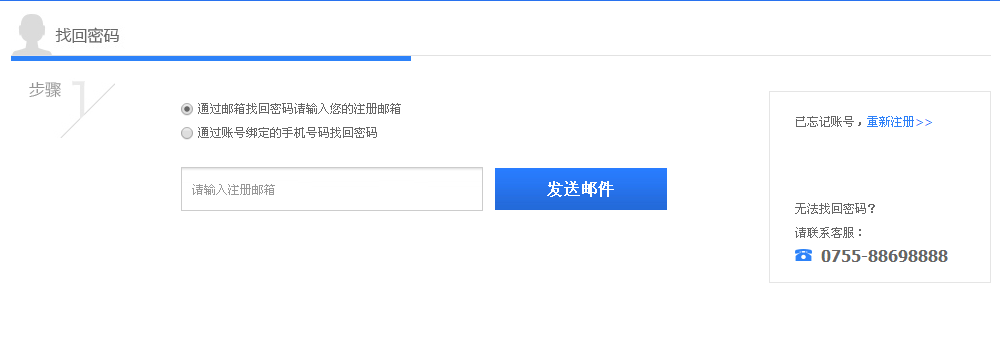 找回密码
步骤 1
通过邮箱找回密码请输入您的注册邮箱
通过账号绑定的手机号码找回密码
请输入注册邮箱
发送邮件
已忘记账号，重新注册>>
无法找回密码？
请联系客服：
0755-88698888